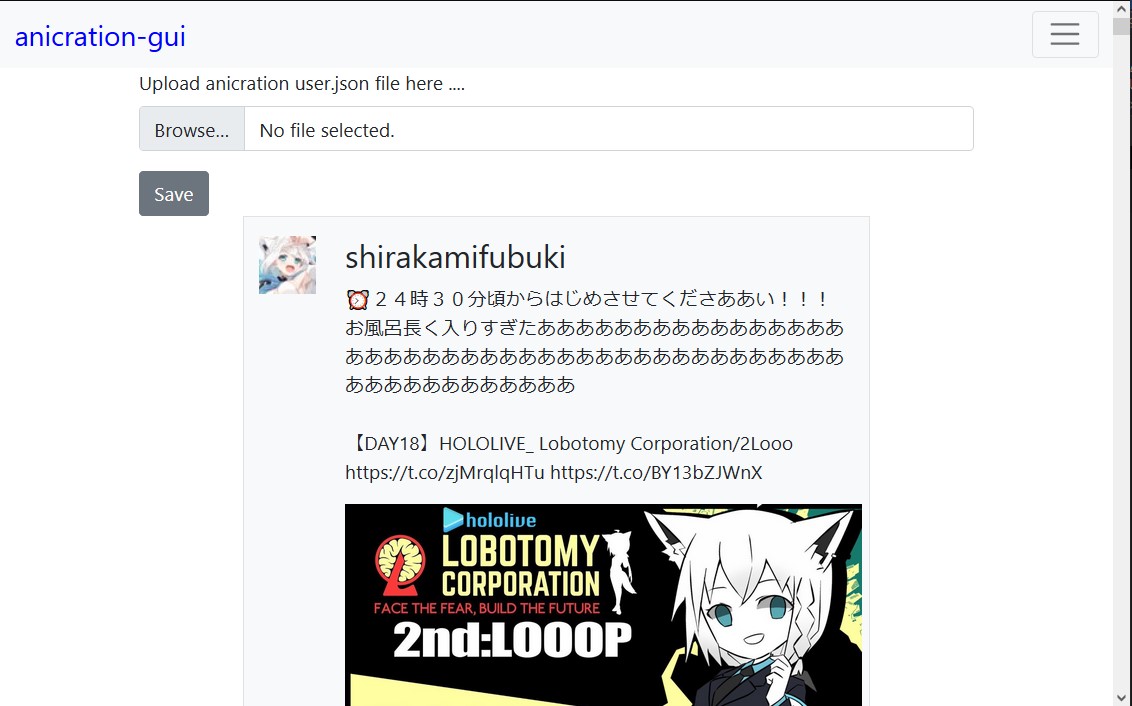 anicration-gui
Upload anicration user.json file here ....
Browse... No file selected.
Save
shirakamifubuki
⏰２４時３０分頃からはじめさせてくださああい！！！
お風呂長く入りすぎたああああああああああああああああ
ああああああああああああああああああああああああああ
ああああああああああああ
【DAY18】HOLOLIVE_ Lobotomy Corporation/2Looo
https://t.co/zjMrqlqHTu https://t.co/BY13bZJWnX
hololive
LOBOTOMY
CORPORATION
FACE THE FEAR, BUILD THE FUTURE
2nd:LOOOP